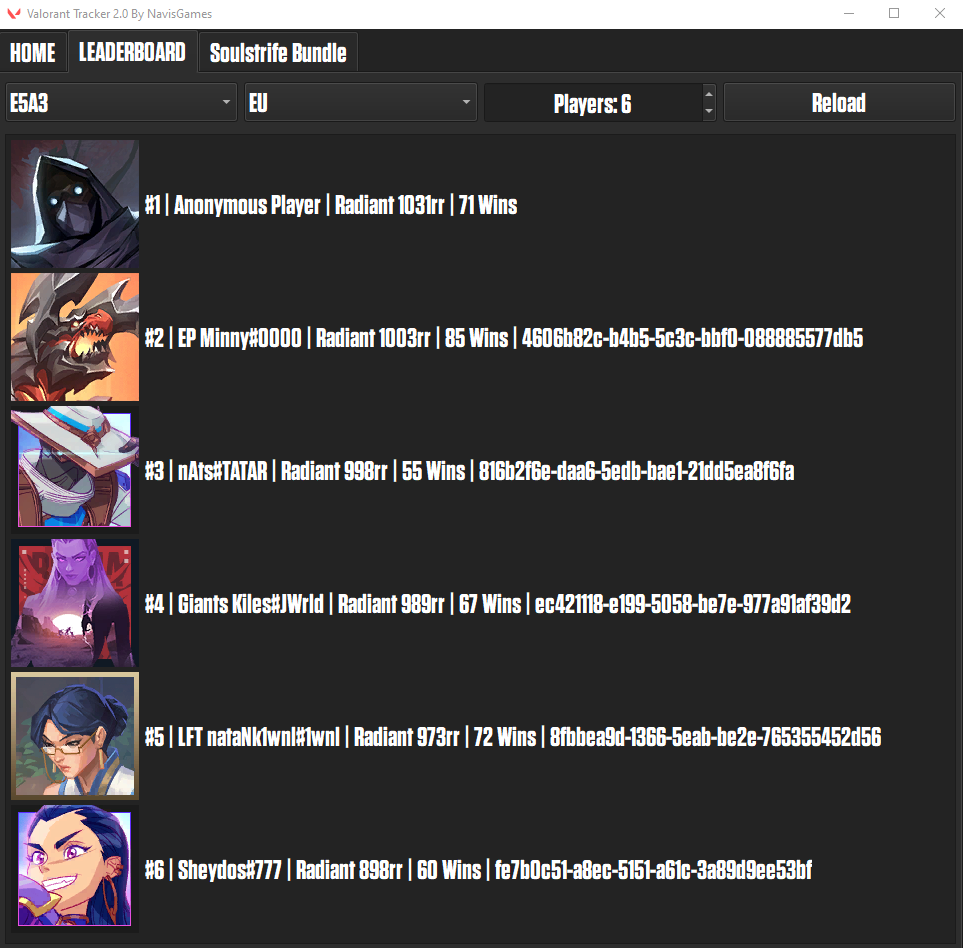 Valorant Tracker 2.0 By NavisGames
HOME LEADERBOARD Soulstrife Bundle
E5A3 EU Players: 6 Reload
#1 | Anonymous Player | Radiant 1031rr | 71 Wins
#2 | EP Minny#0000 | Radiant 1003rr | 85 Wins | 4606b82c-b4b5-5c3c-bbf0-088885577db5
#3 | nAts#TATAR | Radiant 998rr | 55 Wins | 816b2f6e-daa6-5edb-bae1-21dd5ea8f6fa
#4 | Giants Kiles#JWrld | Radiant 989rr | 67 Wins | ec421118-e199-5058-be7e-977a91af39d2
#5 | LFT nataNk1wnl#1wnl | Radiant 973rr | 72 Wins | 8fbbea9d-1366-5eab-be2e-765355452d56
#6 | Sheydos#777 | Radiant 898rr | 60 Wins | fe7b0c51-a8ec-5151-a61c-3a89d9ee53bf